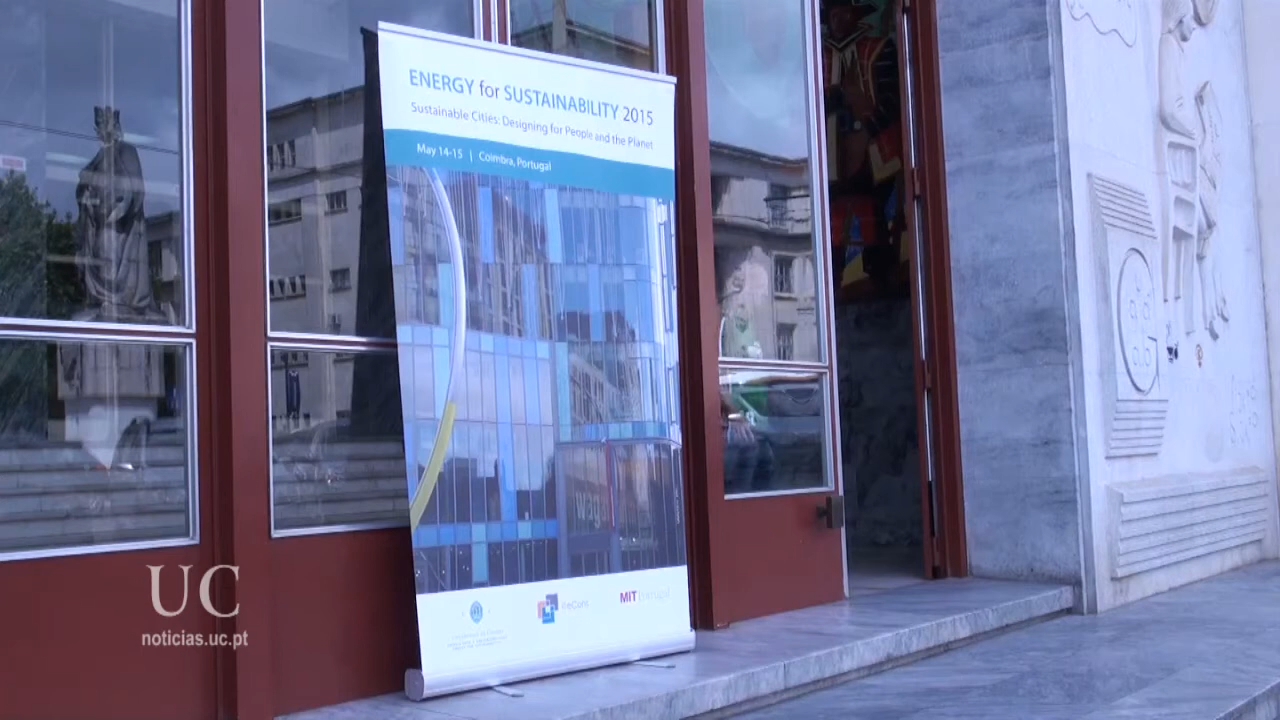 ENERGY for SUSTAINABILITY 2015
Sustainable Cities: Designing for People and the Planet
May 14-15 | Coimbra, Portugal
MIT Portugal
UC
noticias.uc.pt